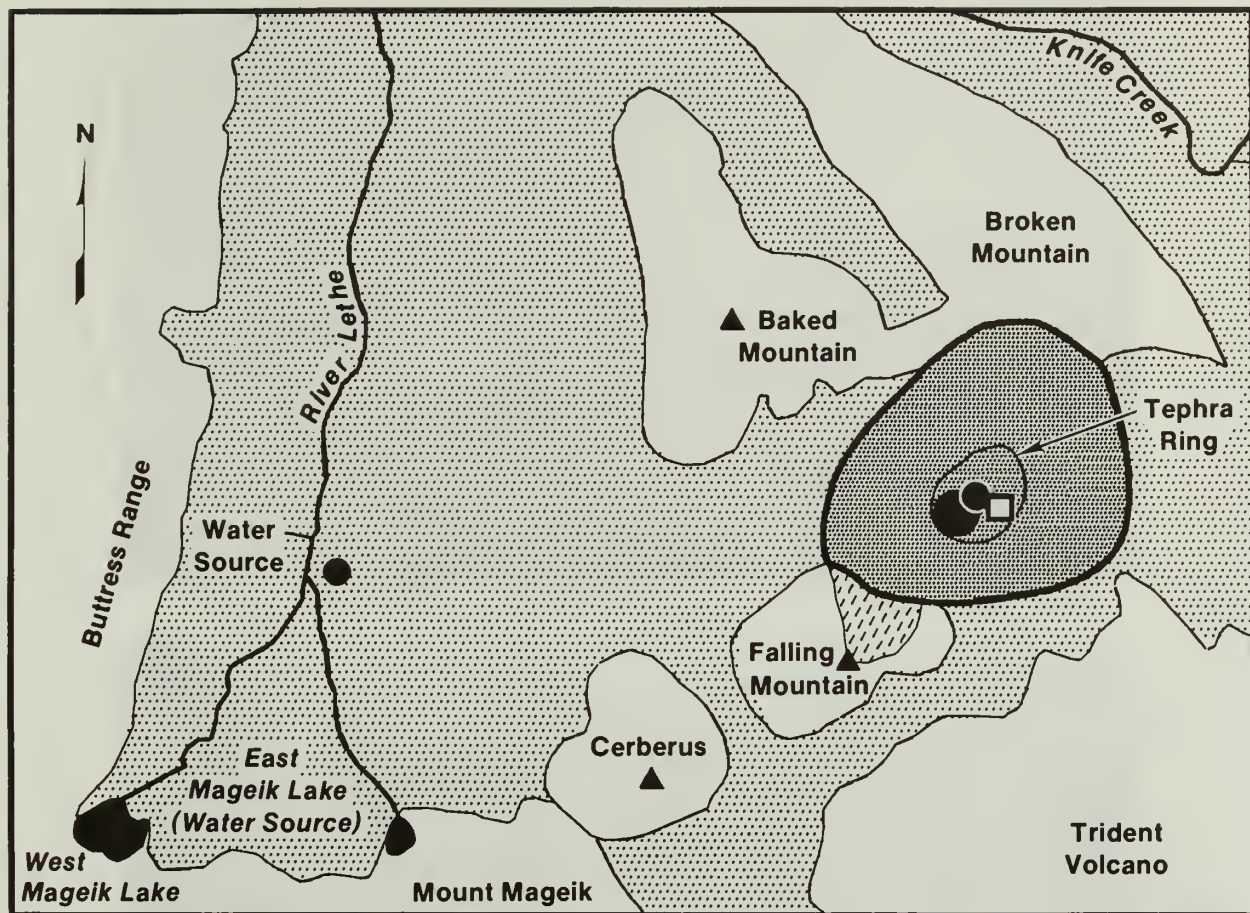 Knife Creek
N
Broken
Mountain
River Lethe
Baked
Mountain
Tephra
Ring
Buttress Range
Water
Source
Falling
Mountain
Cerberus
East
Mageik Lake
(Water Source)
West
Mageik Lake
Mount Mageik
Trident
Volcano